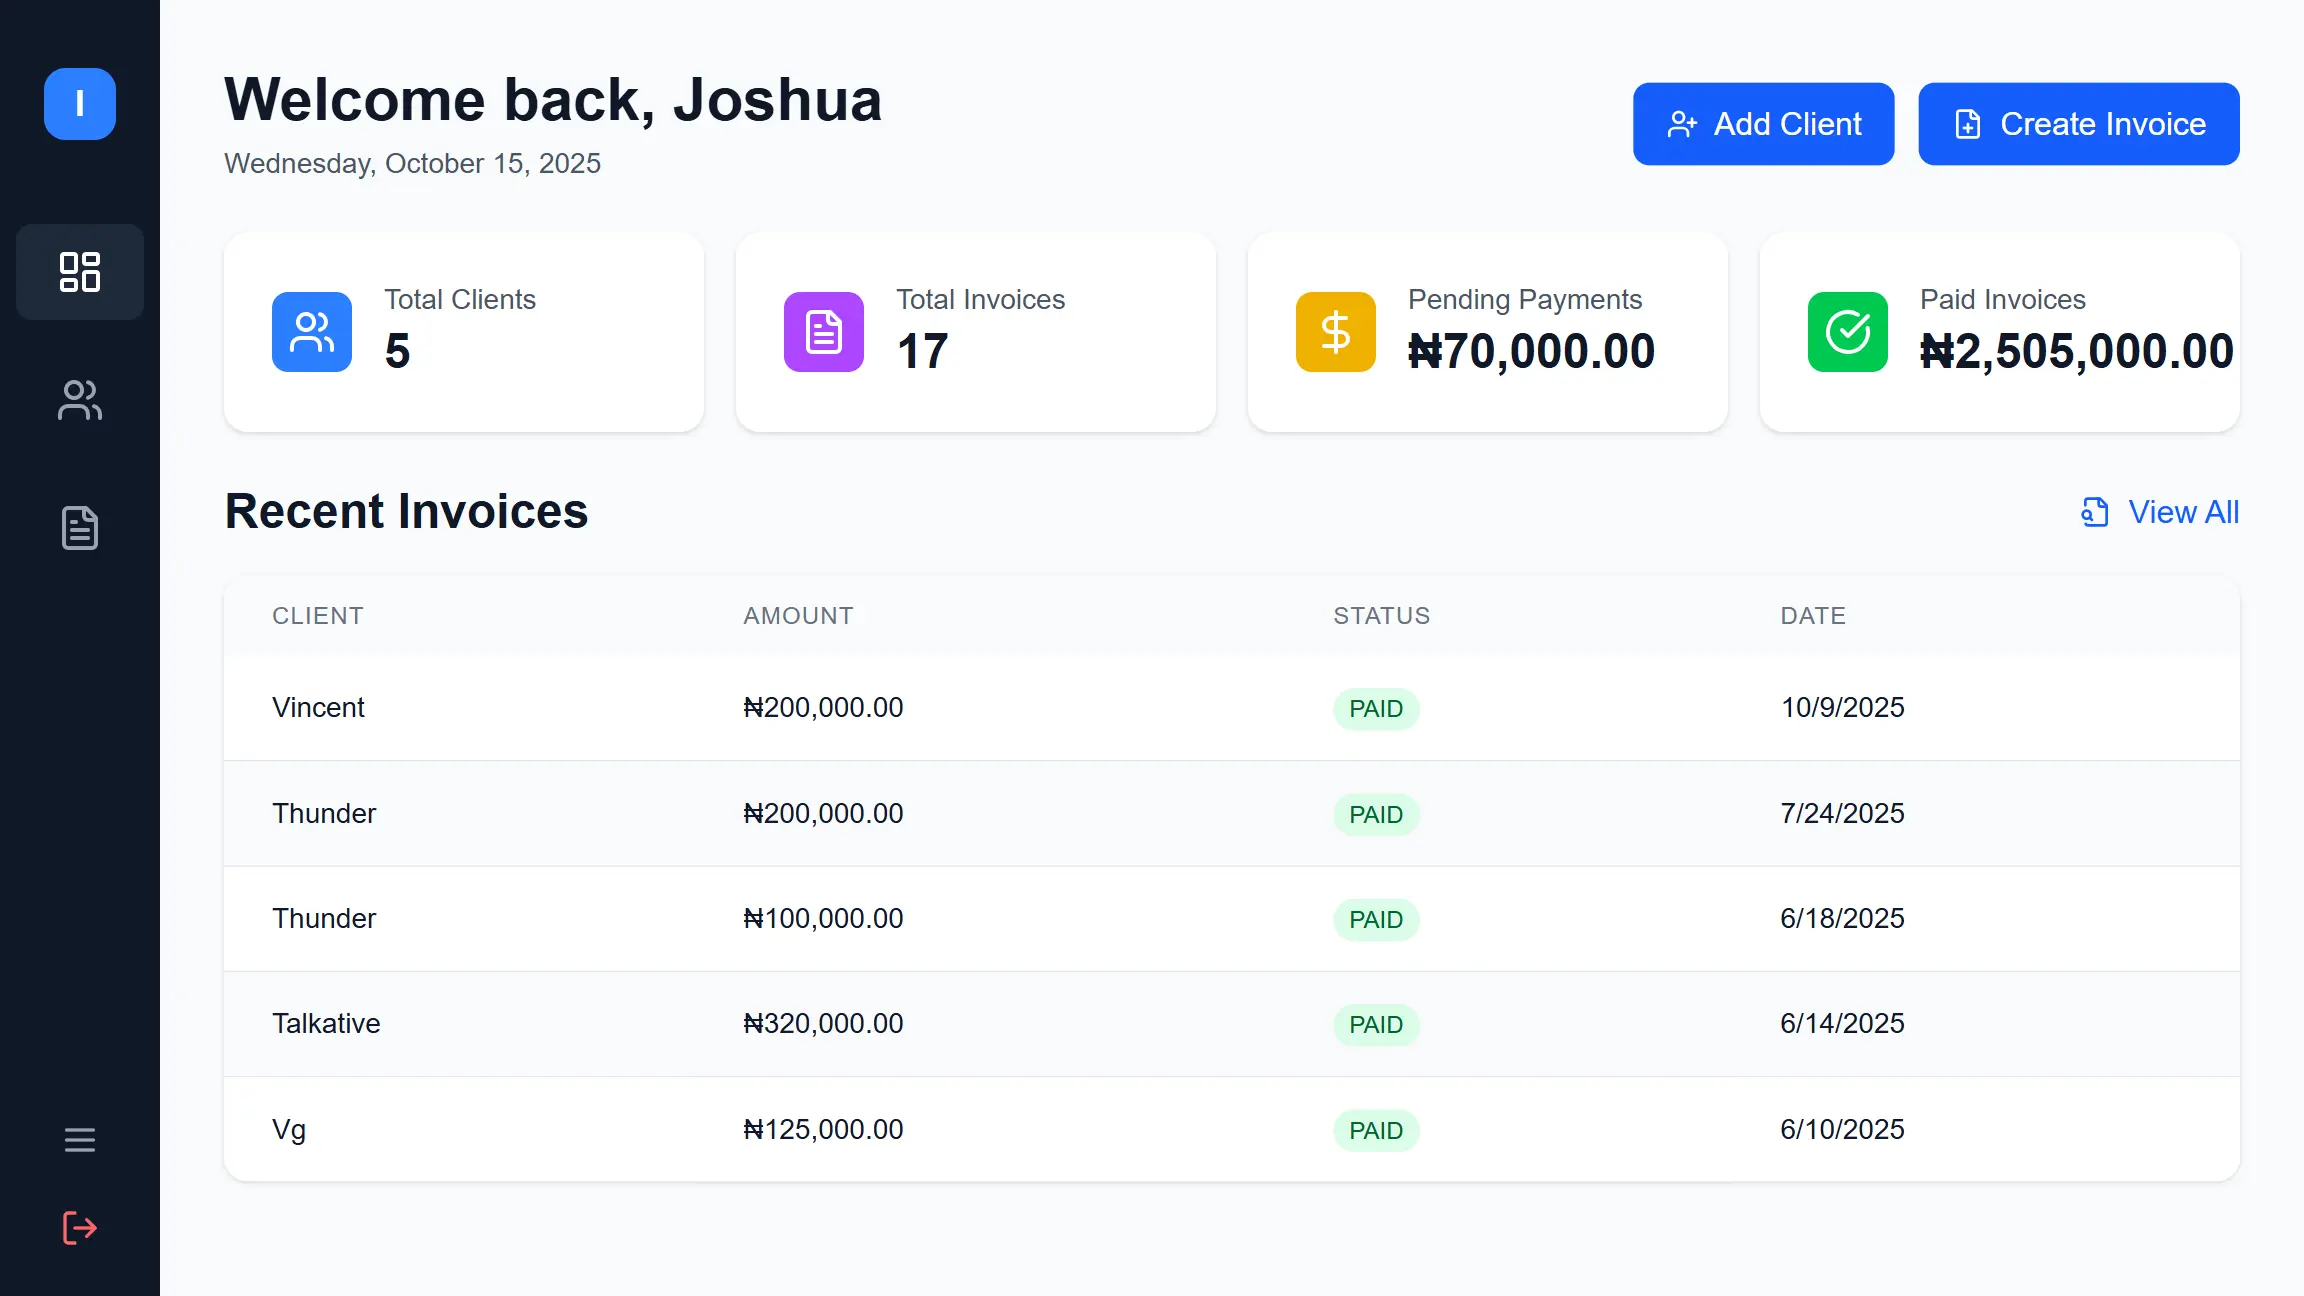 I
Welcome back, Joshua
Wednesday, October 15, 2025
Add Client
Create Invoice
Total Clients
5
Total Invoices
17
Pending Payments
₦70,000.00
Paid Invoices
₦2,505,000.00
Recent Invoices
View All
CLIENT AMOUNT STATUS DATE
Vincent ₦200,000.00 PAID 10/9/2025
Thunder ₦200,000.00 PAID 7/24/2025
Thunder ₦100,000.00 PAID 6/18/2025
Talkative ₦320,000.00 PAID 6/14/2025
Vg ₦125,000.00 PAID 6/10/2025